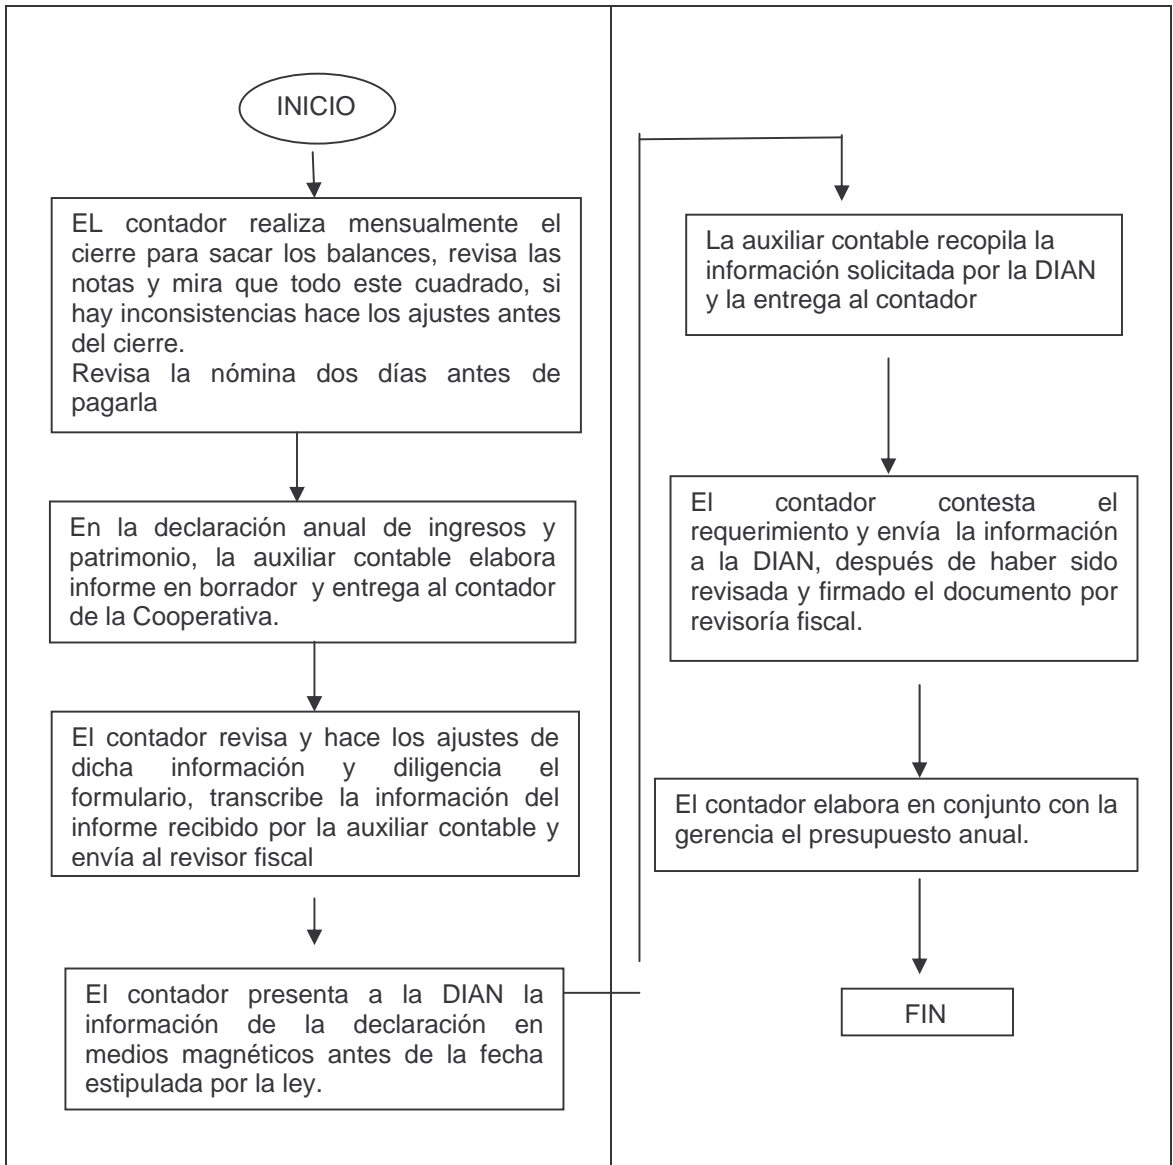 INICIO
EL contador realiza mensualmente el
cierre para sacar los balances, revisa las
notas y mira que todo este cuadrado, si
hay inconsistencias hace los ajustes antes
del cierre.
Revisa la nómina dos días antes de
pagarla
En la declaración anual de ingresos y
patrimonio, la auxiliar contable elabora
informe en borrador y entrega al contador
de la Cooperativa.
El contador revisa y hace los ajustes de
dicha información y diligencia el
formulario, transcribe la información del
informe recibido por la auxiliar contable y
envía al revisor fiscal
El contador presenta a la DIAN la
información de la declaración en
medios magnéticos antes de la fecha
estipulada por la ley.
La auxiliar contable recopila la
información solicitada por la DIAN
y la entrega al contador
El contador contesta el
requerimiento y envía la información
a la DIAN, después de haber sido
revisada y firmado el documento por
revisoría fiscal.
El contador elabora en conjunto con la
gerencia el presupuesto anual.
FIN